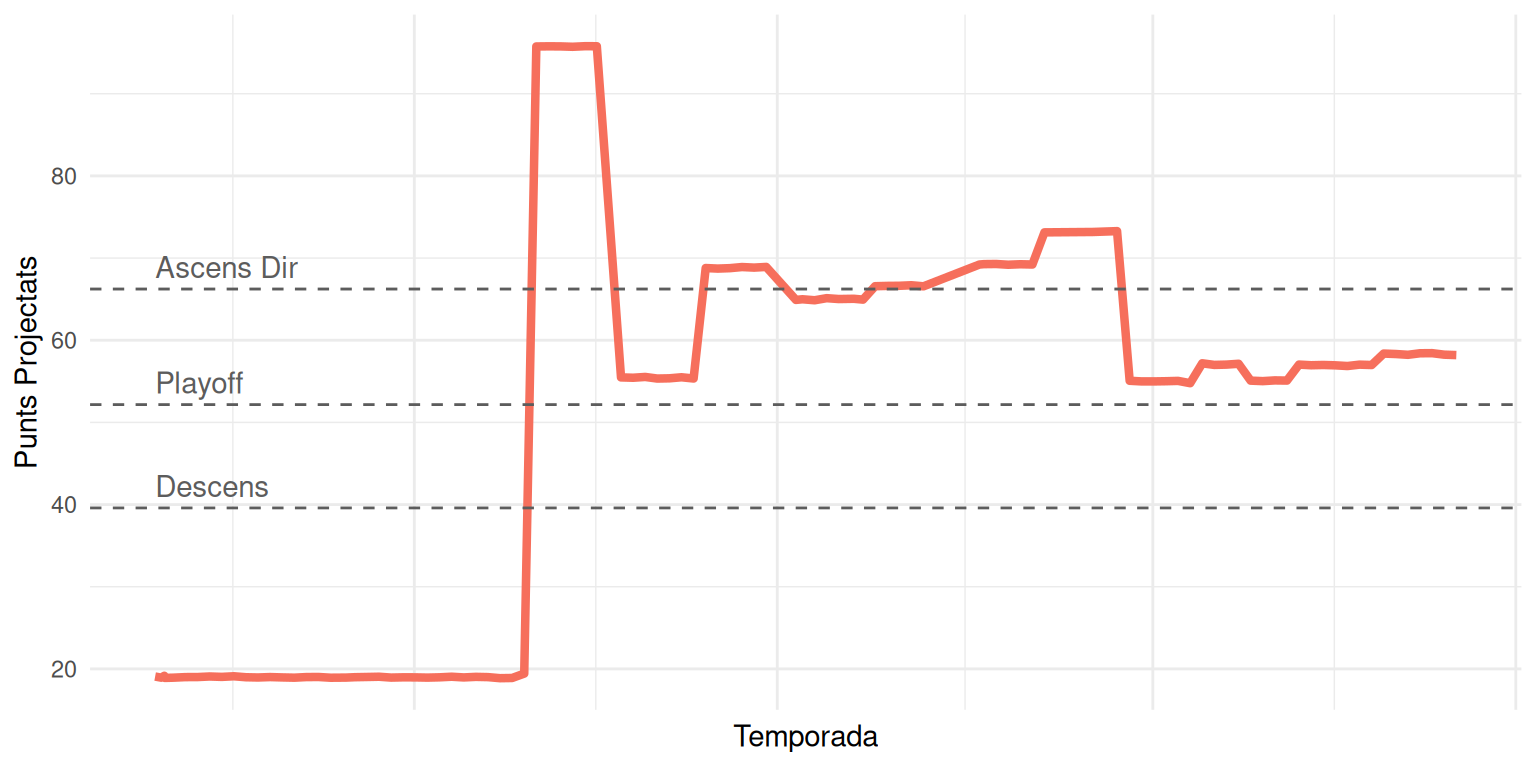 80
Ascens Dir
60
Playoff
Descens
40
20
Punts Projectats
Temporada